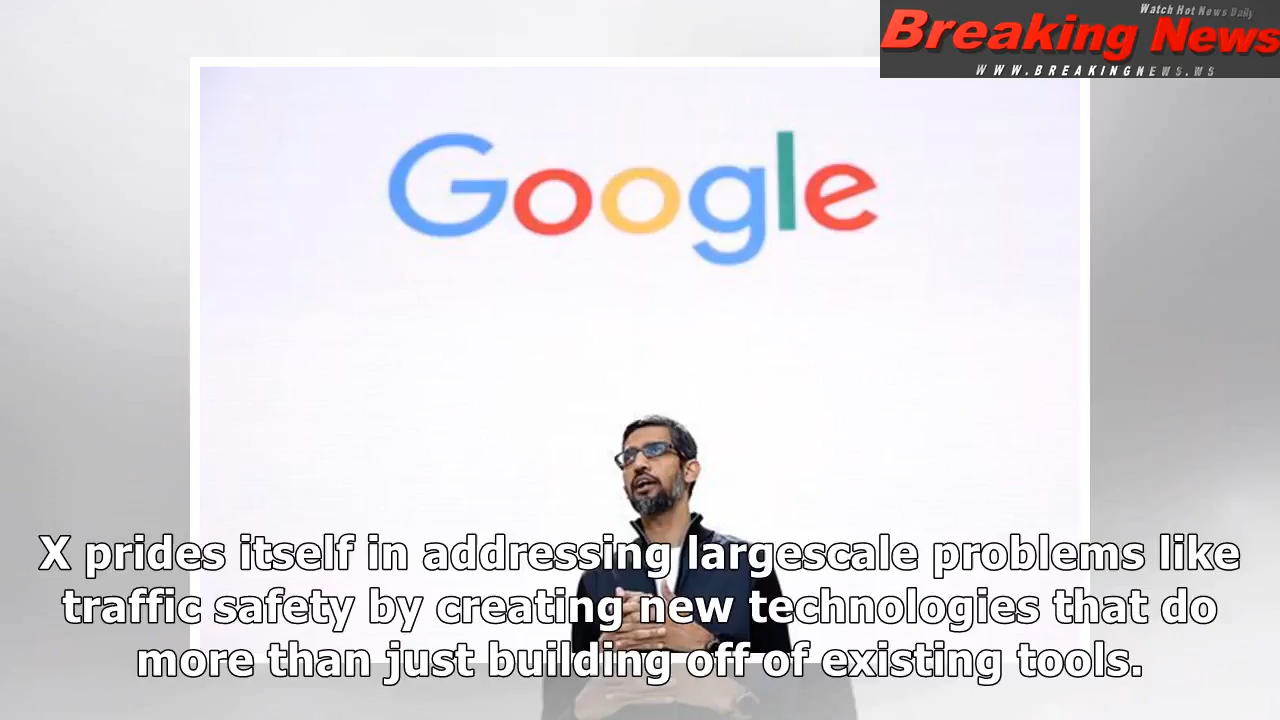 Watch Hot News Daily
Breaking News
WWW.BREAKINGNEWS.WS
Google
X prides itself in addressing largescale problems like
traffic safety by creating new technologies that do
more than just building off of existing tools.